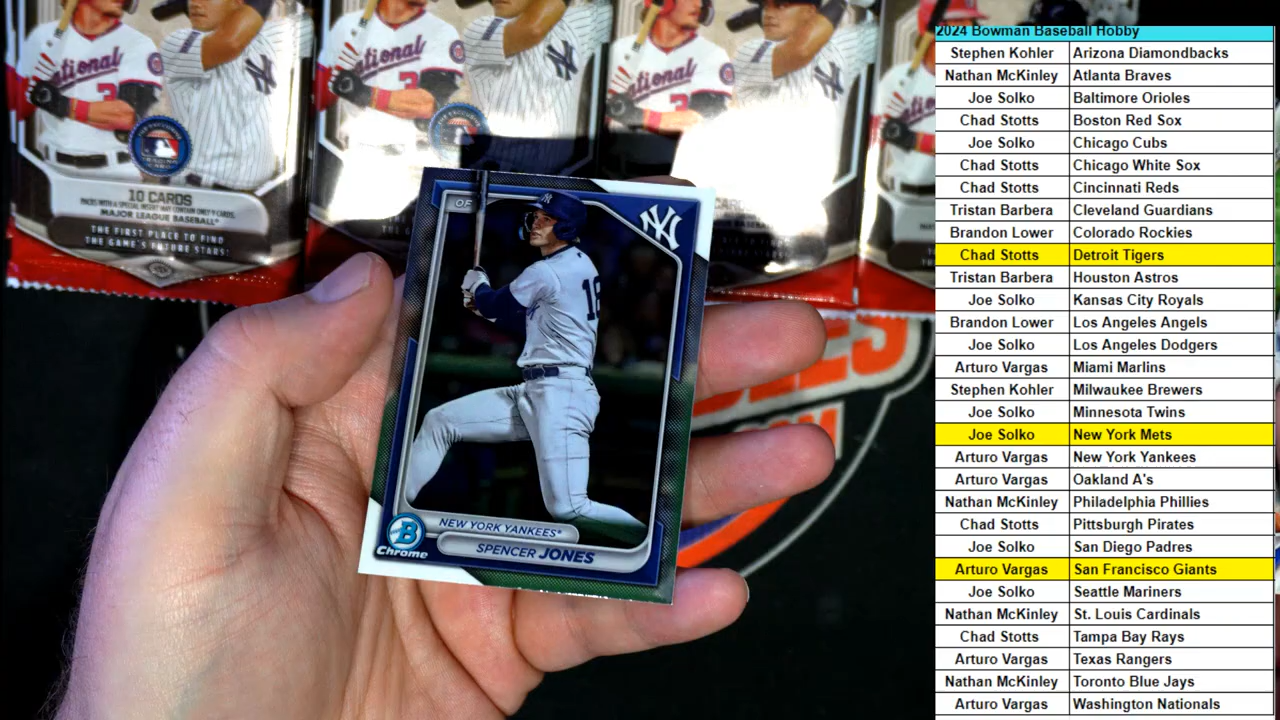 2024 Bowman Baseball Hobby
Stephen Kohler Arizona Diamondbacks
Nathan McKinley Atlanta Braves
Joe Solko Baltimore Orioles
Chad Stotts Boston Red Sox
Joe Solko Chicago Cubs
Chad Stotts Chicago White Sox
Chad Stotts Cincinnati Reds
Tristan Barbera Cleveland Guardians
Brandon Lower Colorado Rockies
Chad Stotts Detroit Tigers
Tristan Barbera Houston Astros
Joe Solko Kansas City Royals
Brandon Lower Los Angeles Angels
Joe Solko Los Angeles Dodgers
Arturo Vargas Miami Marlins
Stephen Kohler Milwaukee Brewers
Joe Solko Minnesota Twins
Joe Solko New York Mets
Arturo Vargas New York Yankees
Arturo Vargas Oakland A's
Nathan McKinley Philadelphia Phillies
Chad Stotts Pittsburgh Pirates
Joe Solko San Diego Padres
Arturo Vargas San Francisco Giants
Joe Solko Seattle Mariners
Nathan McKinley St. Louis Cardinals
Chad Stotts Tampa Bay Rays
Arturo Vargas Texas Rangers
Nathan McKinley Toronto Blue Jays
Arturo Vargas Washington Nationals
10 CARDS
MAJOR LEAGUE BASEBALL
THE FIRST PLACE TO FIND
THE GAME'S FUTURE STARS!
OF
NY
18
B
Chrome
NEW YORK YANKEES®
SPENCER JONES